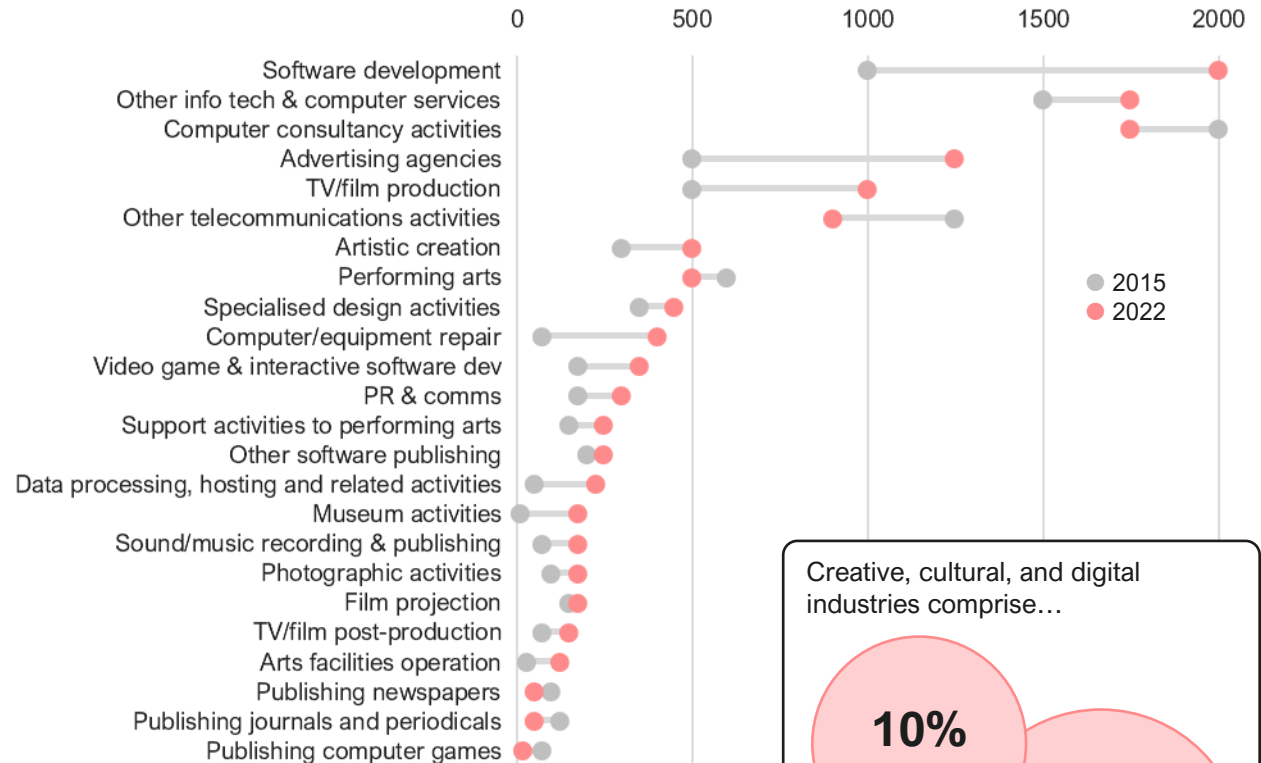 0 500 1000 1500 2000
Software development
Other info tech & computer services
Computer consultancy activities
Advertising agencies
TV/film production
Other telecommunications activities
Artistic creation
Performing arts
Specialised design activities
Computer/equipment repair
Video game & interactive software dev
PR & comms
Support activities to performing arts
Other software publishing
Data processing, hosting and related activities
Museum activities
Sound/music recording & publishing
Photographic activities
Film projection
TV/film post-production
Arts facilities operation
Publishing newspapers
Publishing journals and periodicals
Publishing computer games
2015
2022
Creative, cultural, and digital
industries comprise…
10%